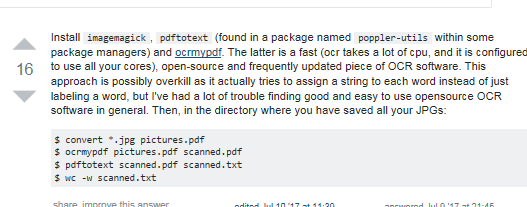 Install imagemagick, pdftotext (found in a package named poppler-utils within some
package managers) and ocrmypdf. The latter is a fast (ocr takes a lot of cpu, and it is configured
to use all your cores), open-source and frequently updated piece of OCR software. This
16
approach is possibly overkill as it actually tries to assign a string to each word instead of just
labeling a word, but I've had a lot of trouble finding good and easy to use opensource OCR
software in general. Then, in the directory where you have saved all your JPGs:
$ convert *.jpg pictures.pdf
$ ocrmypdf pictures.pdf scanned.pdf
$ pdftotext scanned.pdf scanned.txt
$ wc -w scanned.txt
share improve this answer
edited Jul 10 '17 at 11:30
answered Jul 9 '17 at 21:46